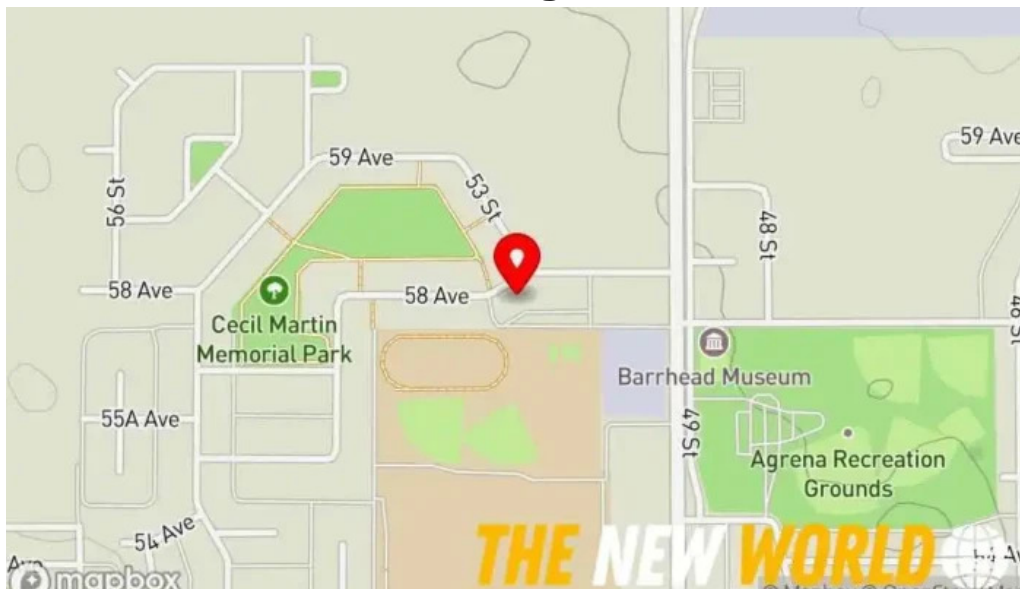 59 Ave
59 Ave
53 St
56 St
48 St
58 Ave
58 Ave
Cecil Martin
Memorial Park
Barrhead Museum
55A Ave
49 St
Agrena Recreation
Grounds
54 Ave
THE NEW WORLD
mapbox